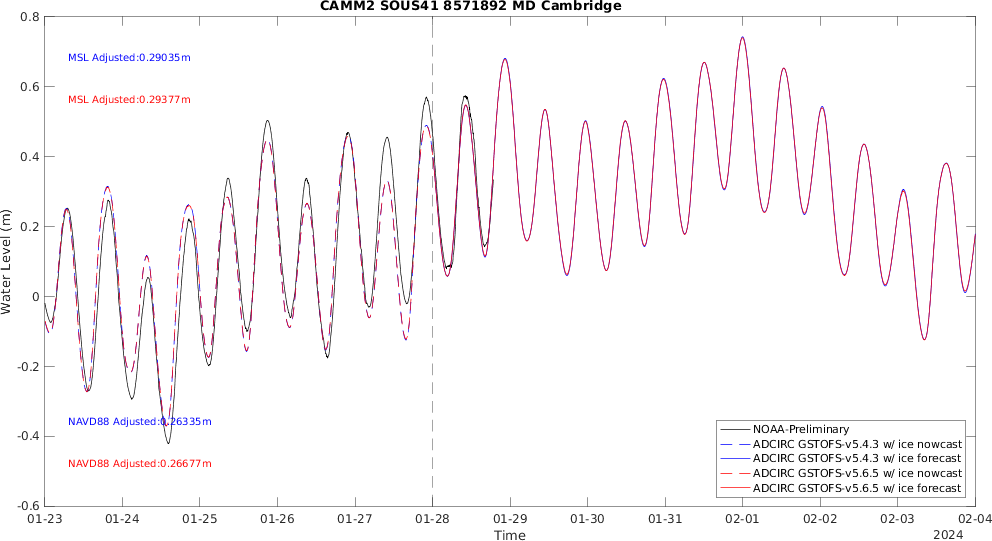 CAMM2 SOUS41 8571892 MD Cambridge
0.8
MSL Adjusted:0.29035m
0.6
MSL Adjusted:0.29377m
0.4
0.2
Water Level (m)
0
-0.2
NAVD88 Adjusted:0.26335m
-0.4
NAVD88 Adjusted:0.26677m
-0.6
NOAA-Preliminary
ADCIRC GSTOFS-v5.4.3 w/ ice nowcast
ADCIRC GSTOFS-v5.4.3 w/ ice forecast
ADCIRC GSTOFS-v5.6.5 w/ ice nowcast
ADCIRC GSTOFS-v5.6.5 w/ ice forecast
01-23 01-24 01-25 01-26 01-27 01-28 01-29 01-30 01-31 02-01 02-02 02-03 02-04
Time
2024